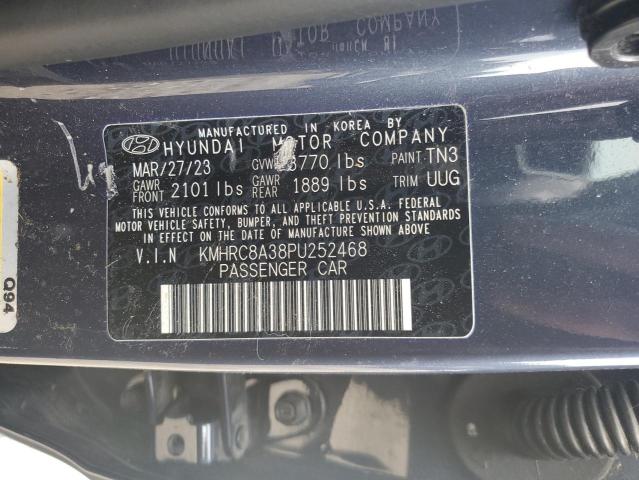 MANUFACTURED IN KOREA BY
HYUNDAI MOTOR COMPANY
MAR/27/23 GVWR 3770 lbs PAINT TN3
GAWR FRONT 2101 lbs GAWR REAR 1889 lbs TRIM UUG
THIS VEHICLE CONFORMS TO ALL APPLICABLE U.S.A. FEDERAL
MOTOR VEHICLE SAFETY, BUMPER, AND THEFT PREVENTION STANDARDS
IN EFFECT ON THE DATE OF MANUFACTURE SHOWN ABOVE
V.I.N KMHRC8A38PU252468
PASSENGER CAR
Q94